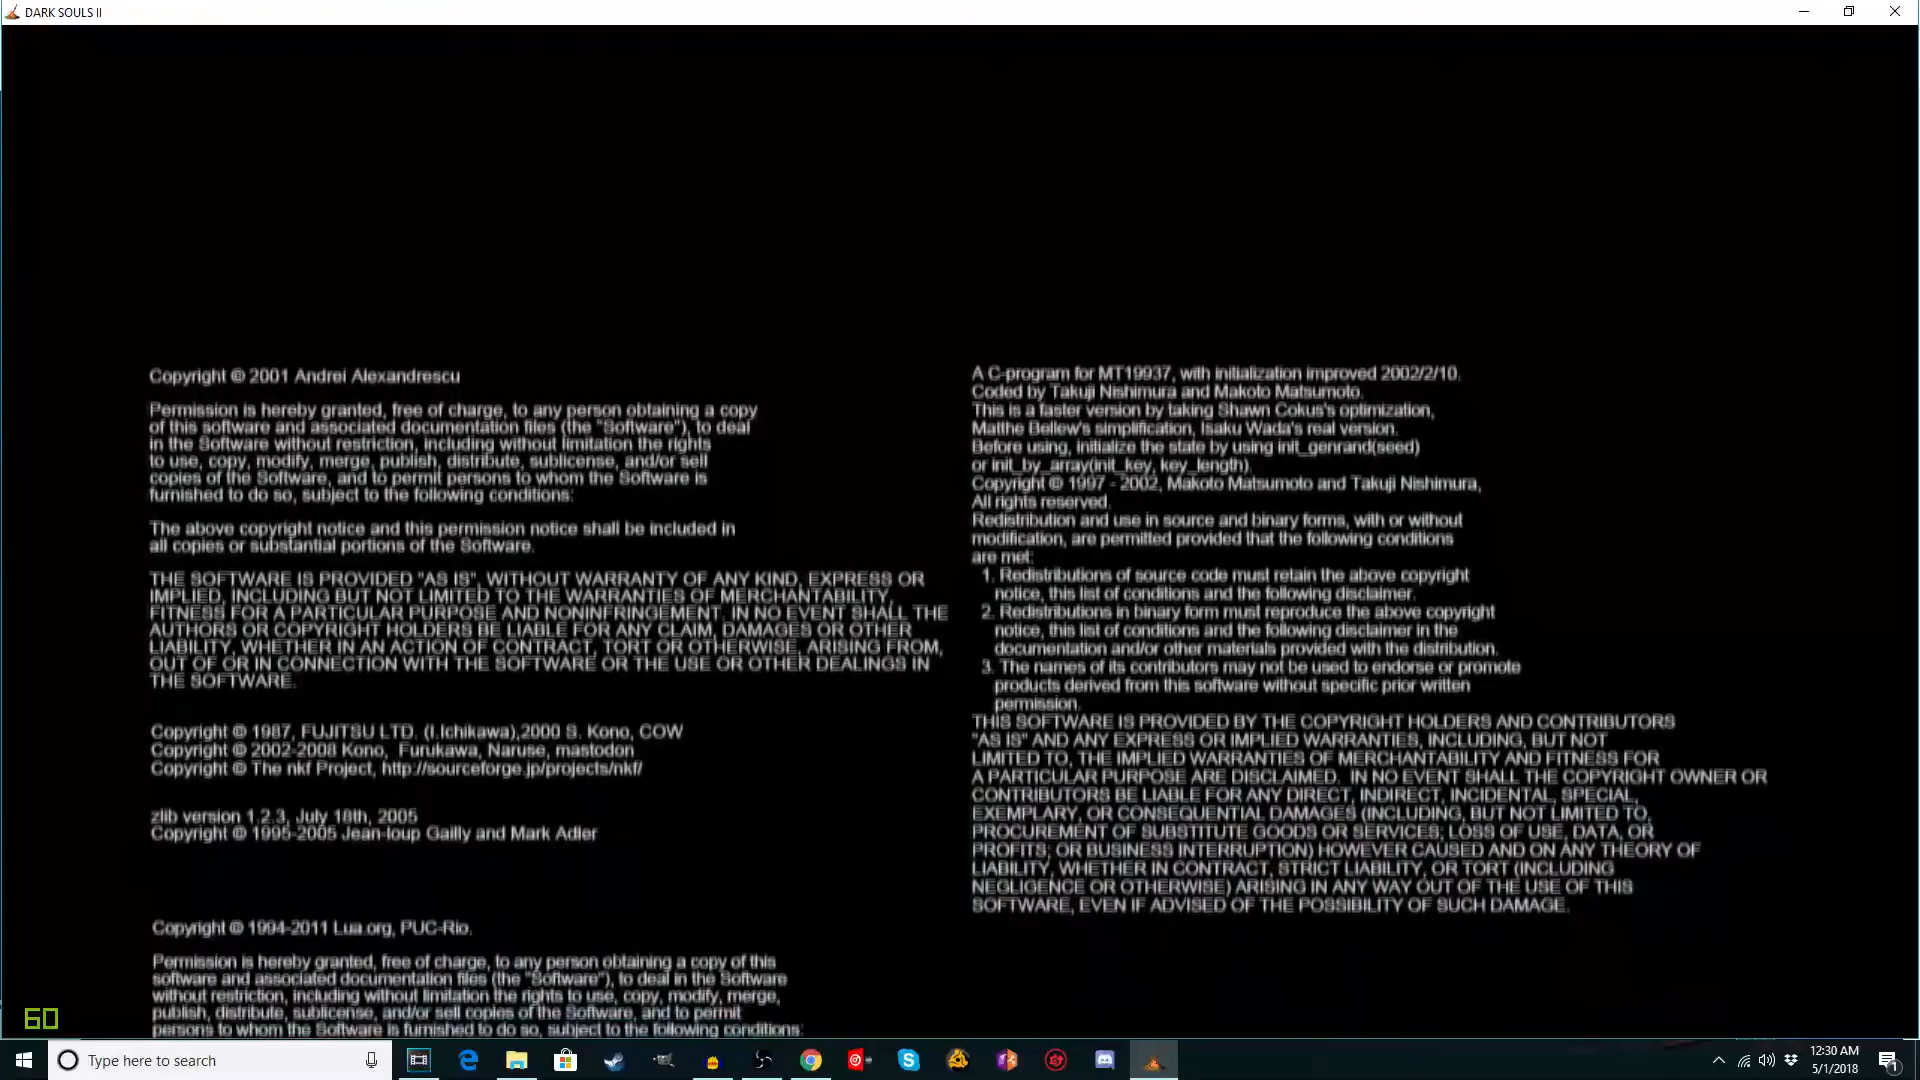 DARK SOULS II
Copyright © 2001 Andrei Alexandrescu
Permission is hereby granted, free of charge, to any person obtaining a copy
of this software and associated documentation files (the "Software"), to deal
in the Software without restriction, including without limitation the rights
to use, copy, modify, merge, publish, distribute, sublicense, and/or sell
copies of the Software, and to permit persons to whom the Software is
furnished to do so, subject to the following conditions:
The above copyright notice and this permission notice shall be included in
all copies or substantial portions of the Software.
THE SOFTWARE IS PROVIDED "AS IS", WITHOUT WARRANTY OF ANY KIND, EXPRESS OR
IMPLIED, INCLUDING BUT NOT LIMITED TO THE WARRANTIES OF MERCHANTABILITY,
FITNESS FOR A PARTICULAR PURPOSE AND NONINFRINGEMENT. IN NO EVENT SHALL THE
AUTHORS OR COPYRIGHT HOLDERS BE LIABLE FOR ANY CLAIM, DAMAGES OR OTHER
LIABILITY, WHETHER IN AN ACTION OF CONTRACT, TORT OR OTHERWISE, ARISING FROM,
OUT OF OR IN CONNECTION WITH THE SOFTWARE OR THE USE OR OTHER DEALINGS IN
THE SOFTWARE.
Copyright © 1987, FUJITSU LTD. (I.Ichikawa),2000 S. Kono, COW
Copyright © 2002-2008 Kono, Furukawa, Naruse, mastodon
Copyright © The nkf Project, http://sourceforge.jp/projects/nkf/
zlib version 1.2.3, July 18th, 2005
Copyright © 1995-2005 Jean-loup Gailly and Mark Adler
Copyright © 1994-2011 Lua.org, PUC-Rio.
Permission is hereby granted, free of charge, to any person obtaining a copy of this
software and associated documentation files (the "Software"), to deal in the Software
without restriction, including without limitation the rights to use, copy, modify, merge,
publish, distribute, sublicense, and/or sell copies of the Software, and to permit
persons to whom the Software is furnished to do so, subject to the following conditions:
A C-program for MT19937, with initialization improved 2002/2/10.
Coded by Takuji Nishimura and Makoto Matsumoto.
This is a faster version by taking Shawn Cokus's optimization,
Matthe Bellew's simplification, Isaku Wada's real version.
Before using, initialize the state by using init_genrand(seed)
or init_by_array(init_key, key_length).
Copyright © 1997 - 2002, Makoto Matsumoto and Takuji Nishimura,
All rights reserved.
Redistribution and use in source and binary forms, with or without
modification, are permitted provided that the following conditions
are met:
1. Redistributions of source code must retain the above copyright
notice, this list of conditions and the following disclaimer.
2. Redistributions in binary form must reproduce the above copyright
notice, this list of conditions and the following disclaimer in the
documentation and/or other materials provided with the distribution.
3. The names of its contributors may not be used to endorse or promote
products derived from this software without specific prior written
permission.
THIS SOFTWARE IS PROVIDED BY THE COPYRIGHT HOLDERS AND CONTRIBUTORS
"AS IS" AND ANY EXPRESS OR IMPLIED WARRANTIES, INCLUDING, BUT NOT
LIMITED TO, THE IMPLIED WARRANTIES OF MERCHANTABILITY AND FITNESS FOR
A PARTICULAR PURPOSE ARE DISCLAIMED. IN NO EVENT SHALL THE COPYRIGHT OWNER OR
CONTRIBUTORS BE LIABLE FOR ANY DIRECT, INDIRECT, INCIDENTAL, SPECIAL,
EXEMPLARY, OR CONSEQUENTIAL DAMAGES (INCLUDING, BUT NOT LIMITED TO,
PROCUREMENT OF SUBSTITUTE GOODS OR SERVICES; LOSS OF USE, DATA, OR
PROFITS; OR BUSINESS INTERRUPTION) HOWEVER CAUSED AND ON ANY THEORY OF
LIABILITY, WHETHER IN CONTRACT, STRICT LIABILITY, OR TORT (INCLUDING
NEGLIGENCE OR OTHERWISE) ARISING IN ANY WAY OUT OF THE USE OF THIS
SOFTWARE, EVEN IF ADVISED OF THE POSSIBILITY OF SUCH DAMAGE.
60
Type here to search
12:30 AM
5/1/2018
1